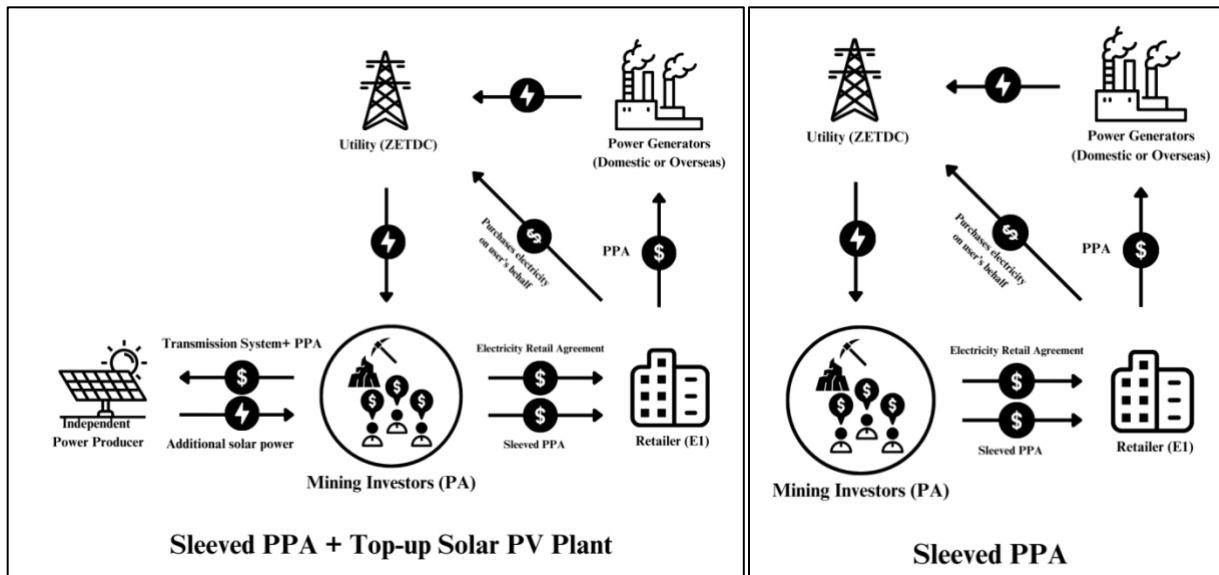 Utility (ZETDC)
Power Generators
(Domestic or Overseas)
Purchases electricity
on user's behalf
$
PPA
$
Transmission System+ PPA
$
Independent
Power Producer
Additional solar power
$
$
$
Mining Investors (PA)
Electricity Retail Agreement
$
$
Sleeved PPA
Retailer (E1)
Sleeved PPA + Top-up Solar PV Plant
Utility (ZETDC)
Power Generators
(Domestic or Overseas)
Purchases electricity
on user's behalf
$
PPA
$
$
$
$
Mining Investors (PA)
Electricity Retail Agreement
$
$
Sleeved PPA
Retailer (E1)
Sleeved PPA